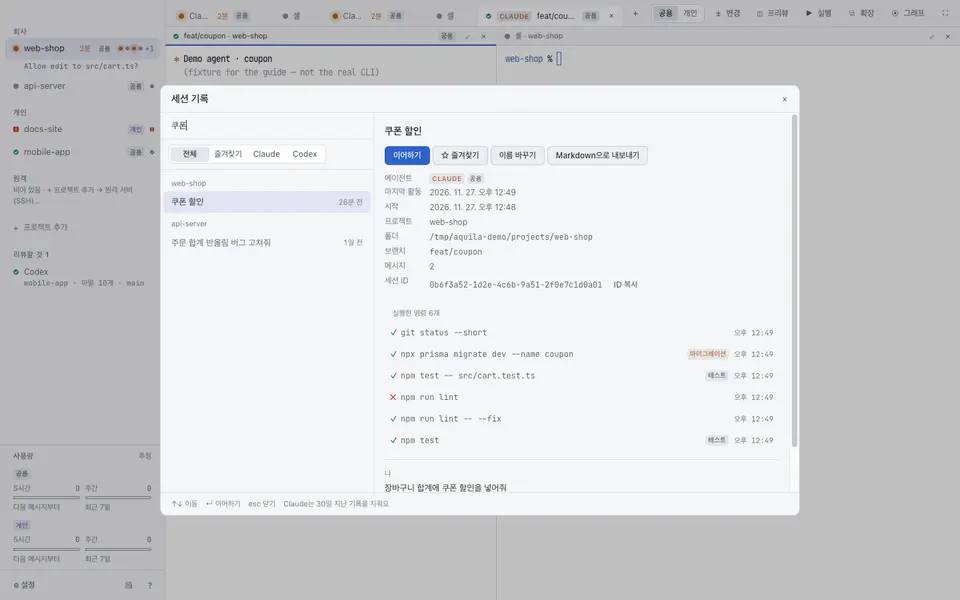 Cla... 2분 공용 셸 Cla... 2분 공용 셸 CLAUDE feat/cou... 공용 × + 공용 개인 변경 프리뷰 실행 확장 그래프
회사
web-shop 2분 공용 +1
Allow edit to src/cart.ts?
api-server 공용
개인
docs-site 개인
mobile-app 공용
원격
비어 있음 · + 프로젝트 추가 → 원격 서버
(SSH)...
+ 프로젝트 추가
리뷰할 것 1
Codex
mobile-app · 파일 10개 · main
사용량 추정
공용
5시간 0 주간 0
다음 메시지부터 최근 7일
개인
5시간 0 주간 0
다음 메시지부터 최근 7일
설정 ?
feat/coupon · web-shop 공용 ×
Demo agent · coupon
(fixture for the guide — not the real CLI)
셸 · web-shop ×
web-shop %
세션 기록 ×
쿠폰
전체 즐겨찾기 Claude Codex
web-shop
쿠폰 할인 26분 전
api-server
주문 합계 반올림 버그 고쳐줘 1일 전
쿠폰 할인
이어하기 ☆ 즐겨찾기 이름 바꾸기 Markdown으로 내보내기
에이전트 CLAUDE 공용
마지막 활동 2026. 11. 27. 오후 12:49
시작 2026. 11. 27. 오후 12:48
프로젝트 web-shop
폴더 /tmp/aquila-demo/projects/web-shop
브랜치 feat/coupon
메시지 2
세션 ID 0b6f3a52-1d2e-4c6b-9a51-2f0e7c1d0a01 ID 복사
실행한 명령 6개
✓ git status --short 오후 12:49
✓ npx prisma migrate dev --name coupon 마이그레이션 오후 12:49
✓ npm test -- src/cart.test.ts 테스트 오후 12:49
✕ npm run lint 오후 12:49
✓ npm run lint -- --fix 오후 12:49
✓ npm test 테스트 오후 12:49
나
장바구니 합계에 쿠폰 할인을 넣어줘
↑↓ 이동 ↵ 이어하기 esc 닫기 Claude는 30일 지난 기록을 지워요